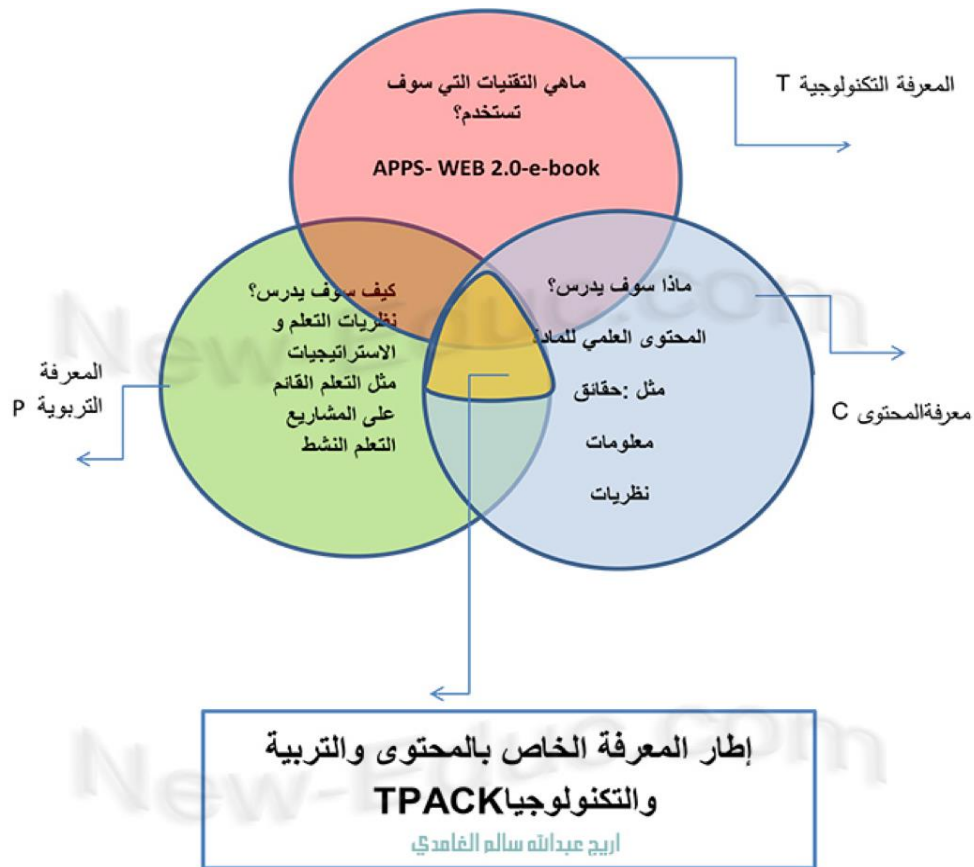 ماهي التقنيات التي سوف
تستخدم؟
APPS- WEB 2.0-e-book
المعرفة التكنولوجية T
كيف سوف يدرس؟
نظريات التعلم و
الاستراتيجيات
مثل التعلم القائم
على المشاريع
التعلم النشط
ماذا سوف يدرس؟
المحتوى العلمي للمادة
مثل :حقائق
معلومات
نظريات
المعرفة
التربوية P
معرفةالمحتوى C
New-Educ.com
إطار المعرفة الخاص بالمحتوى والتربية
والتكنولوجياTPACK
اريج عبدالله سالم الغامدي
New-Educ.com